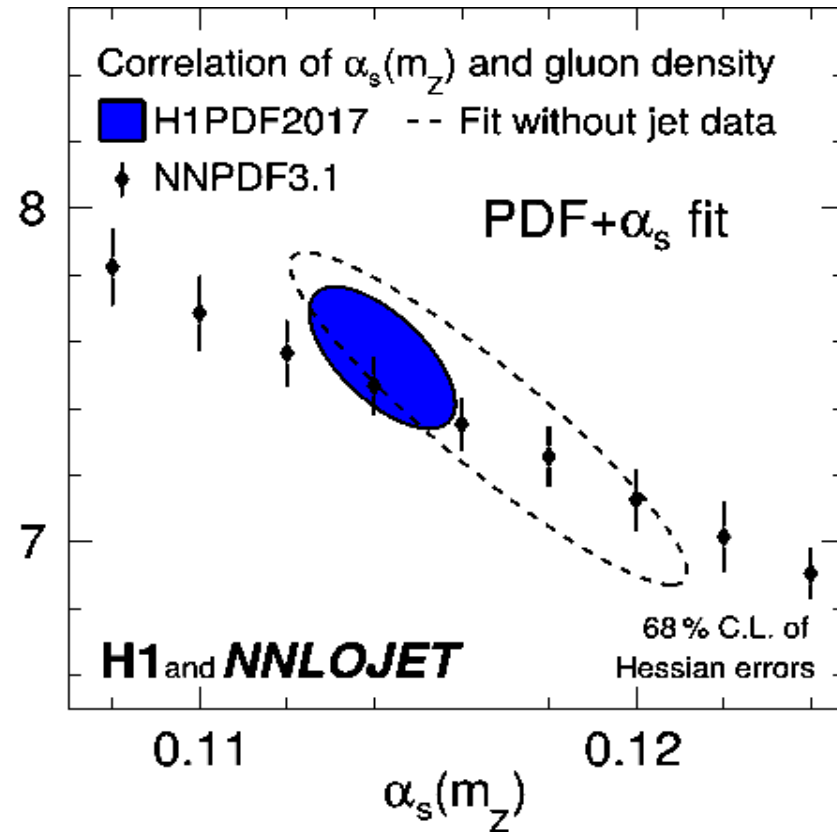 Correlation of αs(mZ) and gluon density
H1PDF2017 -- Fit without jet data
NNPDF3.1
PDF+αs fit
8
7
68% C.L. of
Hessian errors
H1 and NNLOJET
0.11 0.12
αs(mZ)